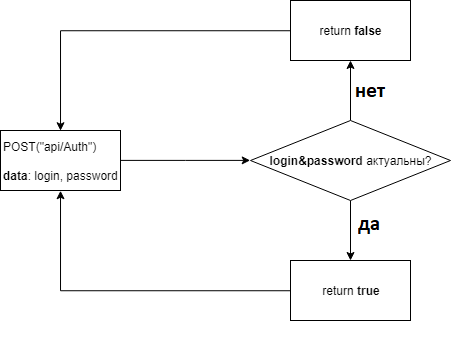 return false
нет
POST("api/Auth")
data: login, password
login&password актуальны?
да
return true